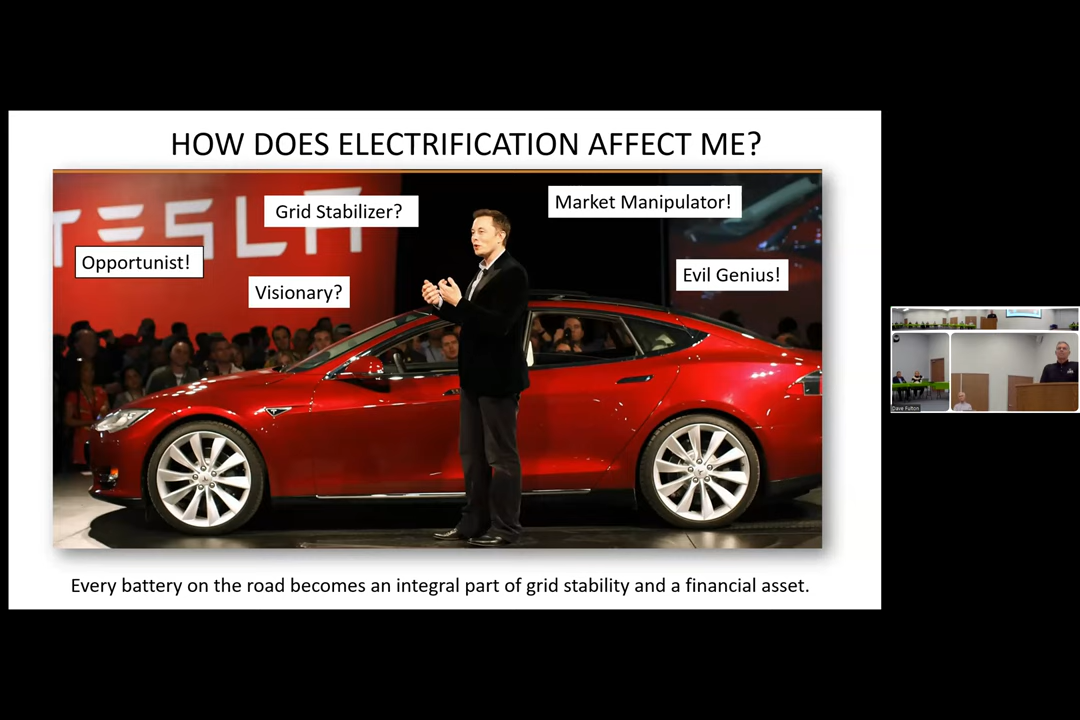 HOW DOES ELECTRIFICATION AFFECT ME?
TESLA
Grid Stabilizer?
Market Manipulator!
Opportunist!
Visionary?
Evil Genius!
Every battery on the road becomes an integral part of grid stability and a financial asset.
Dave Fulton